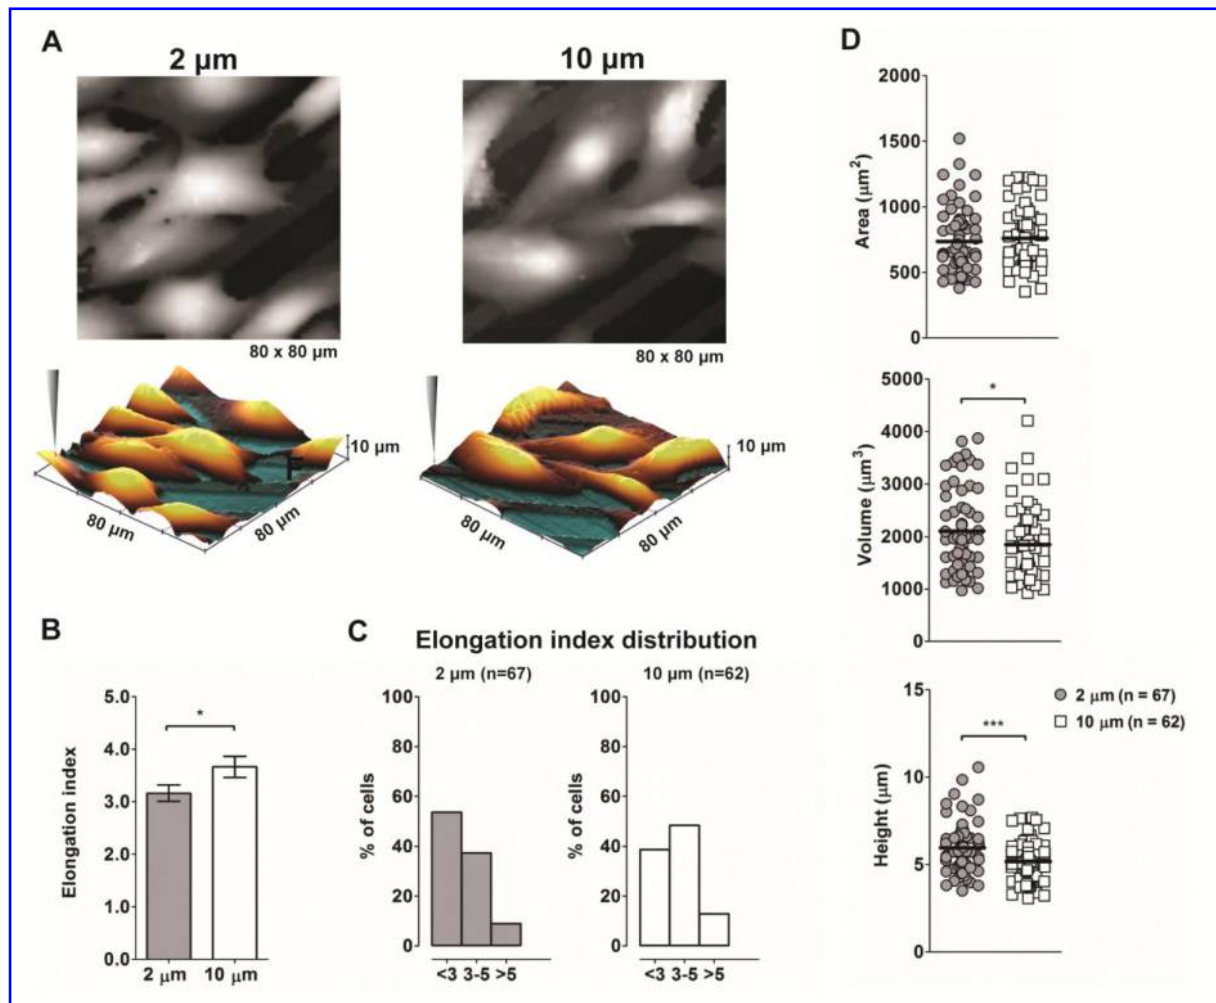 A
2 μm
10 μm
80 x 80 μm
80 x 80 μm
10 μm
F
80 μm
80 μm
10 μm
80 μm
80 μm
B
Elongation index
5.0
4.0
3.0
2.0
1.0
0.0
*
2 μm
10 μm
C
Elongation index distribution
2 μm (n=67)
% of cells
100
80
60
40
20
0
<3 3-5 >5
10 μm (n=62)
% of cells
100
80
60
40
20
0
<3 3-5 >5
D
Area (μm²)
2000
1500
1000
500
0
Volume (μm³)
5000
4000
3000
2000
1000
0
*
Height (μm)
15
10
5
0
***
2 μm (n = 67)
10 μm (n = 62)